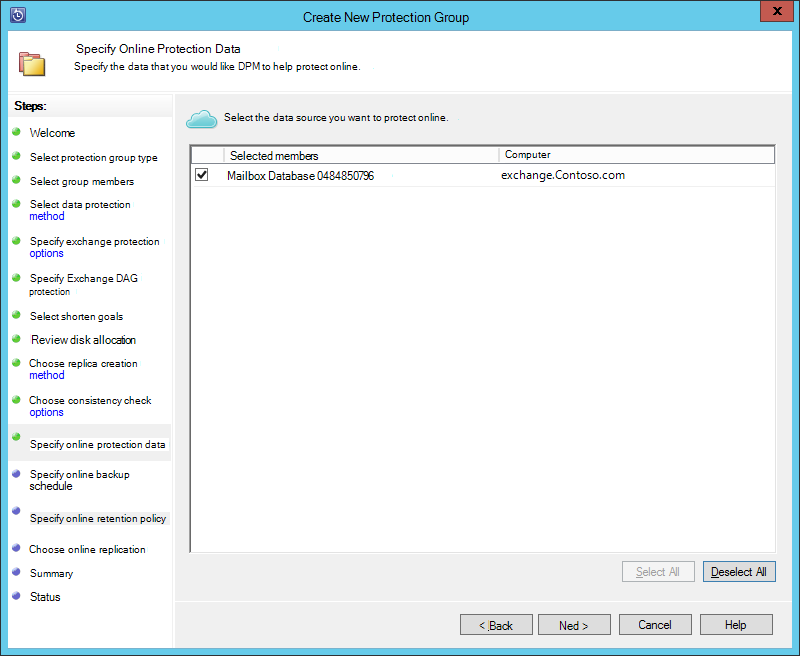 Create New Protection Group
x
Specify Online Protection Data
Specify the data that you would like DPM to help protect online.
Steps:
Welcome
Select protection group type
Select group members
Select data protection
method
Specify exchange protection
options
Specify Exchange DAG
protection
Select shorten goals
Review disk allocation
Choose replica creation
method
Choose consistency check
options
Specify online protection data
Specify online backup
schedule
Specify online retention policy
Choose online replication
Summary
Status
Select the data source you want to protect online.
Selected members Computer
Mailbox Database 0484850796 exchange.Contoso.com
Select All Deselect All
< Back Ned > Cancel Help